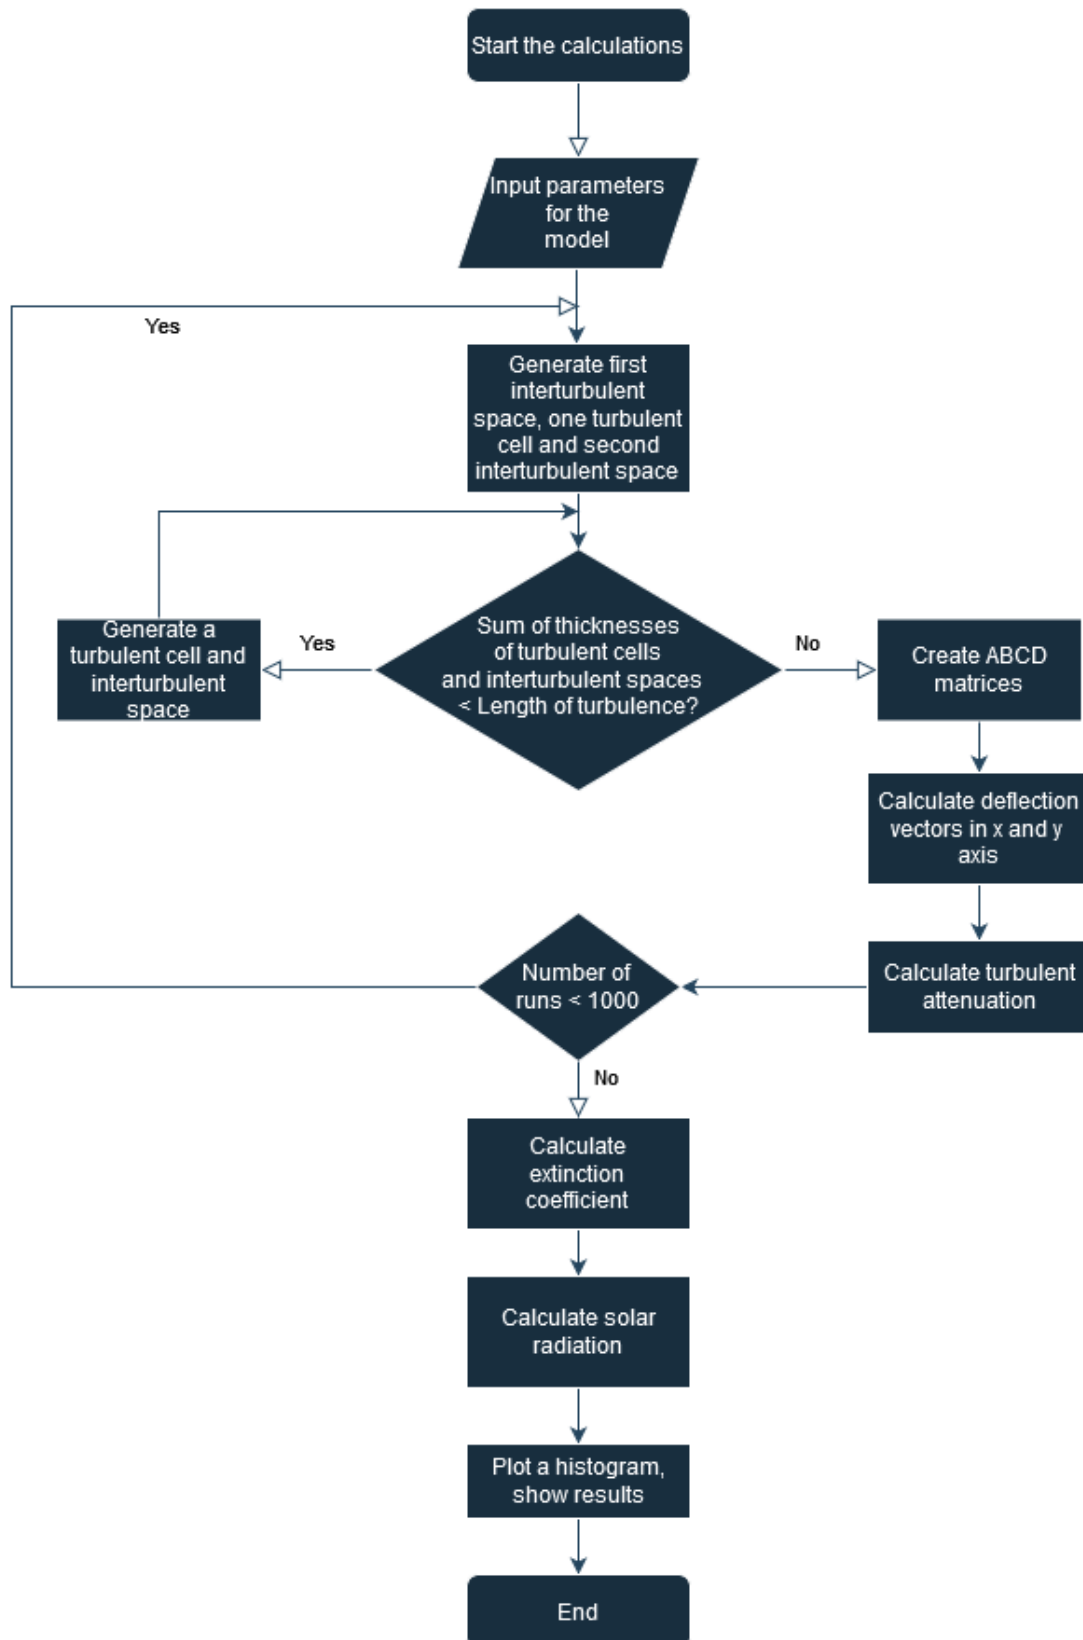 Start the calculations
Input parameters
for the
model
Yes
Generate first
interturbulent
space, one turbulent
cell and second
interturbulent space
Generate a
turbulent cell and
interturbulent
space
Yes
Sum of thicknesses
of turbulent cells
and interturbulent spaces
< Length of turbulence?
No
Create ABCD
matrices
Calculate deflection
vectors in x and y
axis
Calculate turbulent
attenuation
Number of
runs < 1000
No
Calculate
extinction
coefficient
Calculate solar
radiation
Plot a histogram,
show results
End